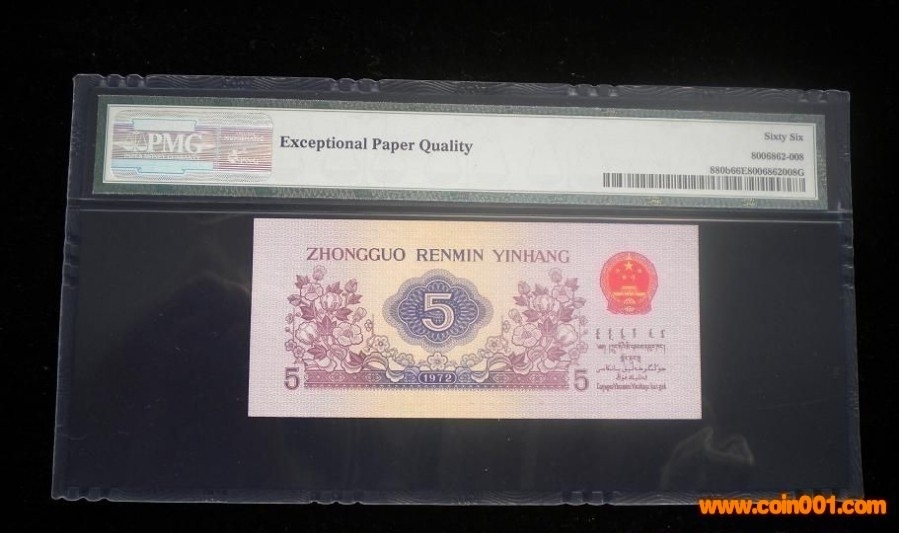 PMG
Exceptional Paper Quality
Sixty Six
8006862-008
880b66E8006862008G
ZHONGGUO RENMIN YINHANG
5
5
1972
5
www.coin001.com